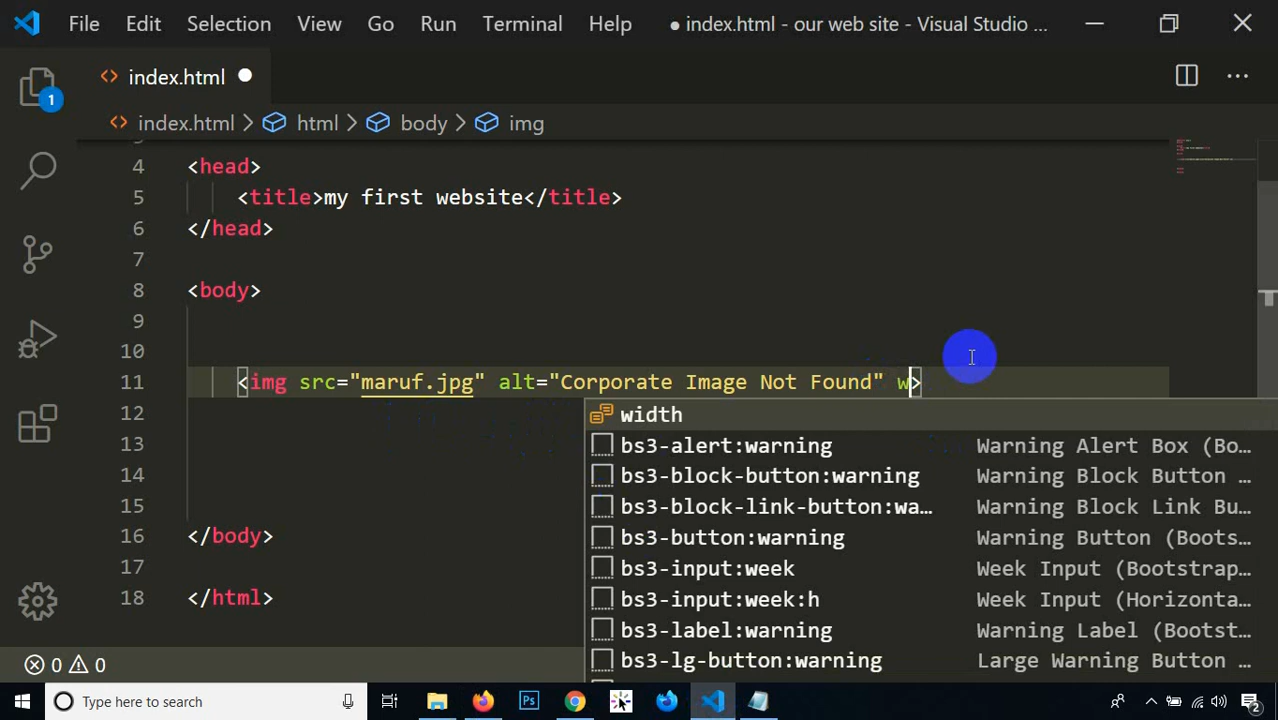 File Edit Selection View Go Run Terminal Help ● index.html - our web site - Visual Studio ...
<> index.html ●
1
<> index.html > html > body > img
4 <head>
5 <title>my first website</title>
6 </head>
7
8 <body>
9
10
11 <img src="maruf.jpg" alt="Corporate Image Not Found" w>
12 width
bs3-alert:warning Warning Alert Box (Bo…
13 bs3-block-button:warning Warning Block Button …
14 bs3-block-link-button:wa… Warning Block Link Bu…
15 bs3-button:warning Warning Button (Boots…
16 </body>
bs3-input:week Week Input (Bootstrap…
17
bs3-input:week:h Week Input (Horizonta…
18 </html>
bs3-label:warning Warning Label (Bootst…
bs3-lg-button:warning Large Warning Button …
0 0
Type here to search
Ps
2